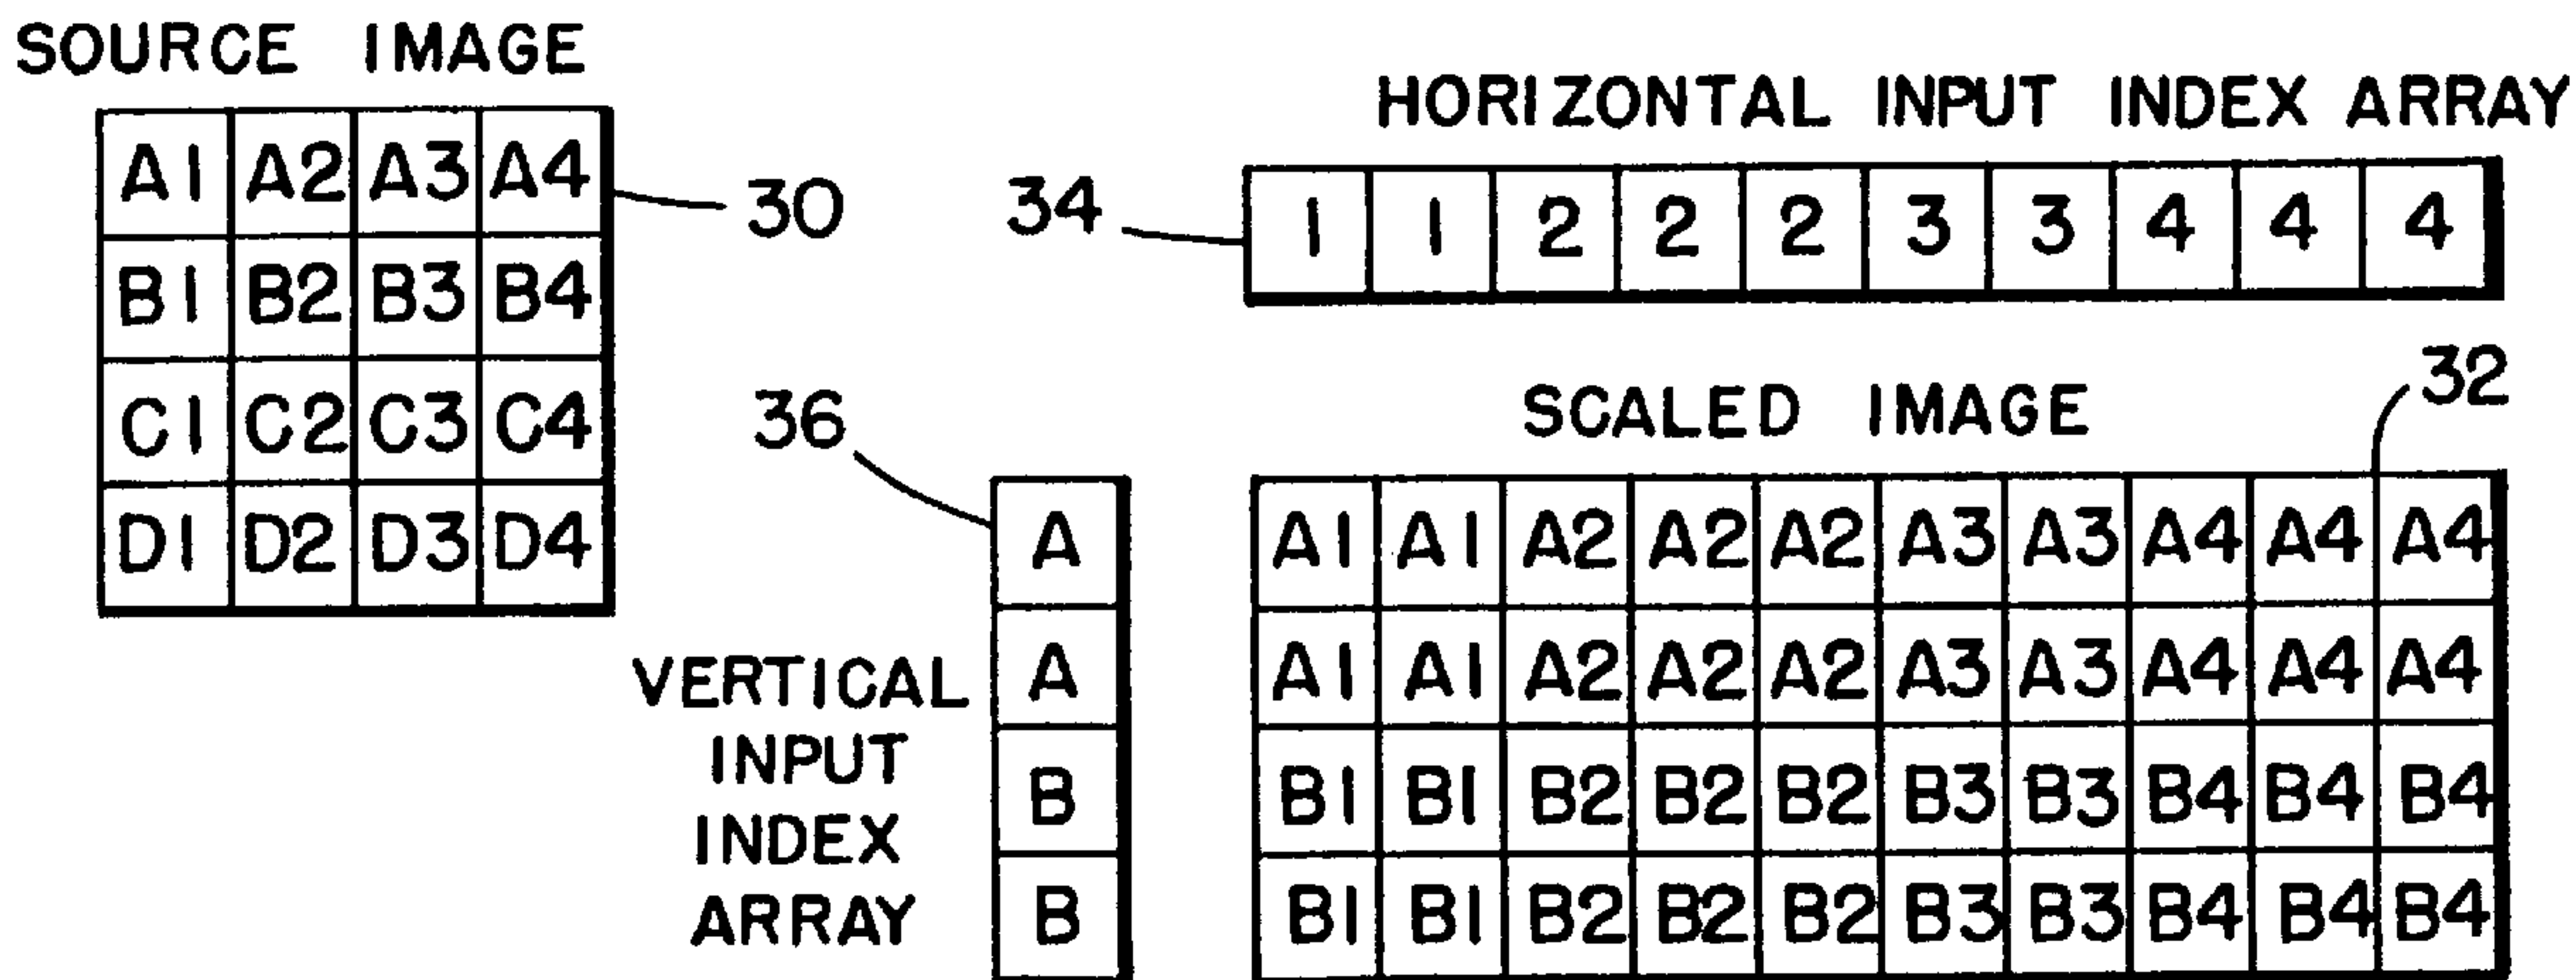 SOURCE IMAGE
A1 A2 A3 A4
B1 B2 B3 B4
C1 C2 C3 C4
D1 D2 D3 D4
30
HORIZONTAL INPUT INDEX ARRAY
34
1 1 2 2 2 3 3 4 4 4
36
VERTICAL
INPUT
INDEX
ARRAY
A
A
B
B
SCALED IMAGE
32
A1 A1 A2 A2 A2 A3 A3 A4 A4 A4
A1 A1 A2 A2 A2 A3 A3 A4 A4 A4
B1 B1 B2 B2 B2 B3 B3 B4 B4 B4
B1 B1 B2 B2 B2 B3 B3 B4 B4 B4